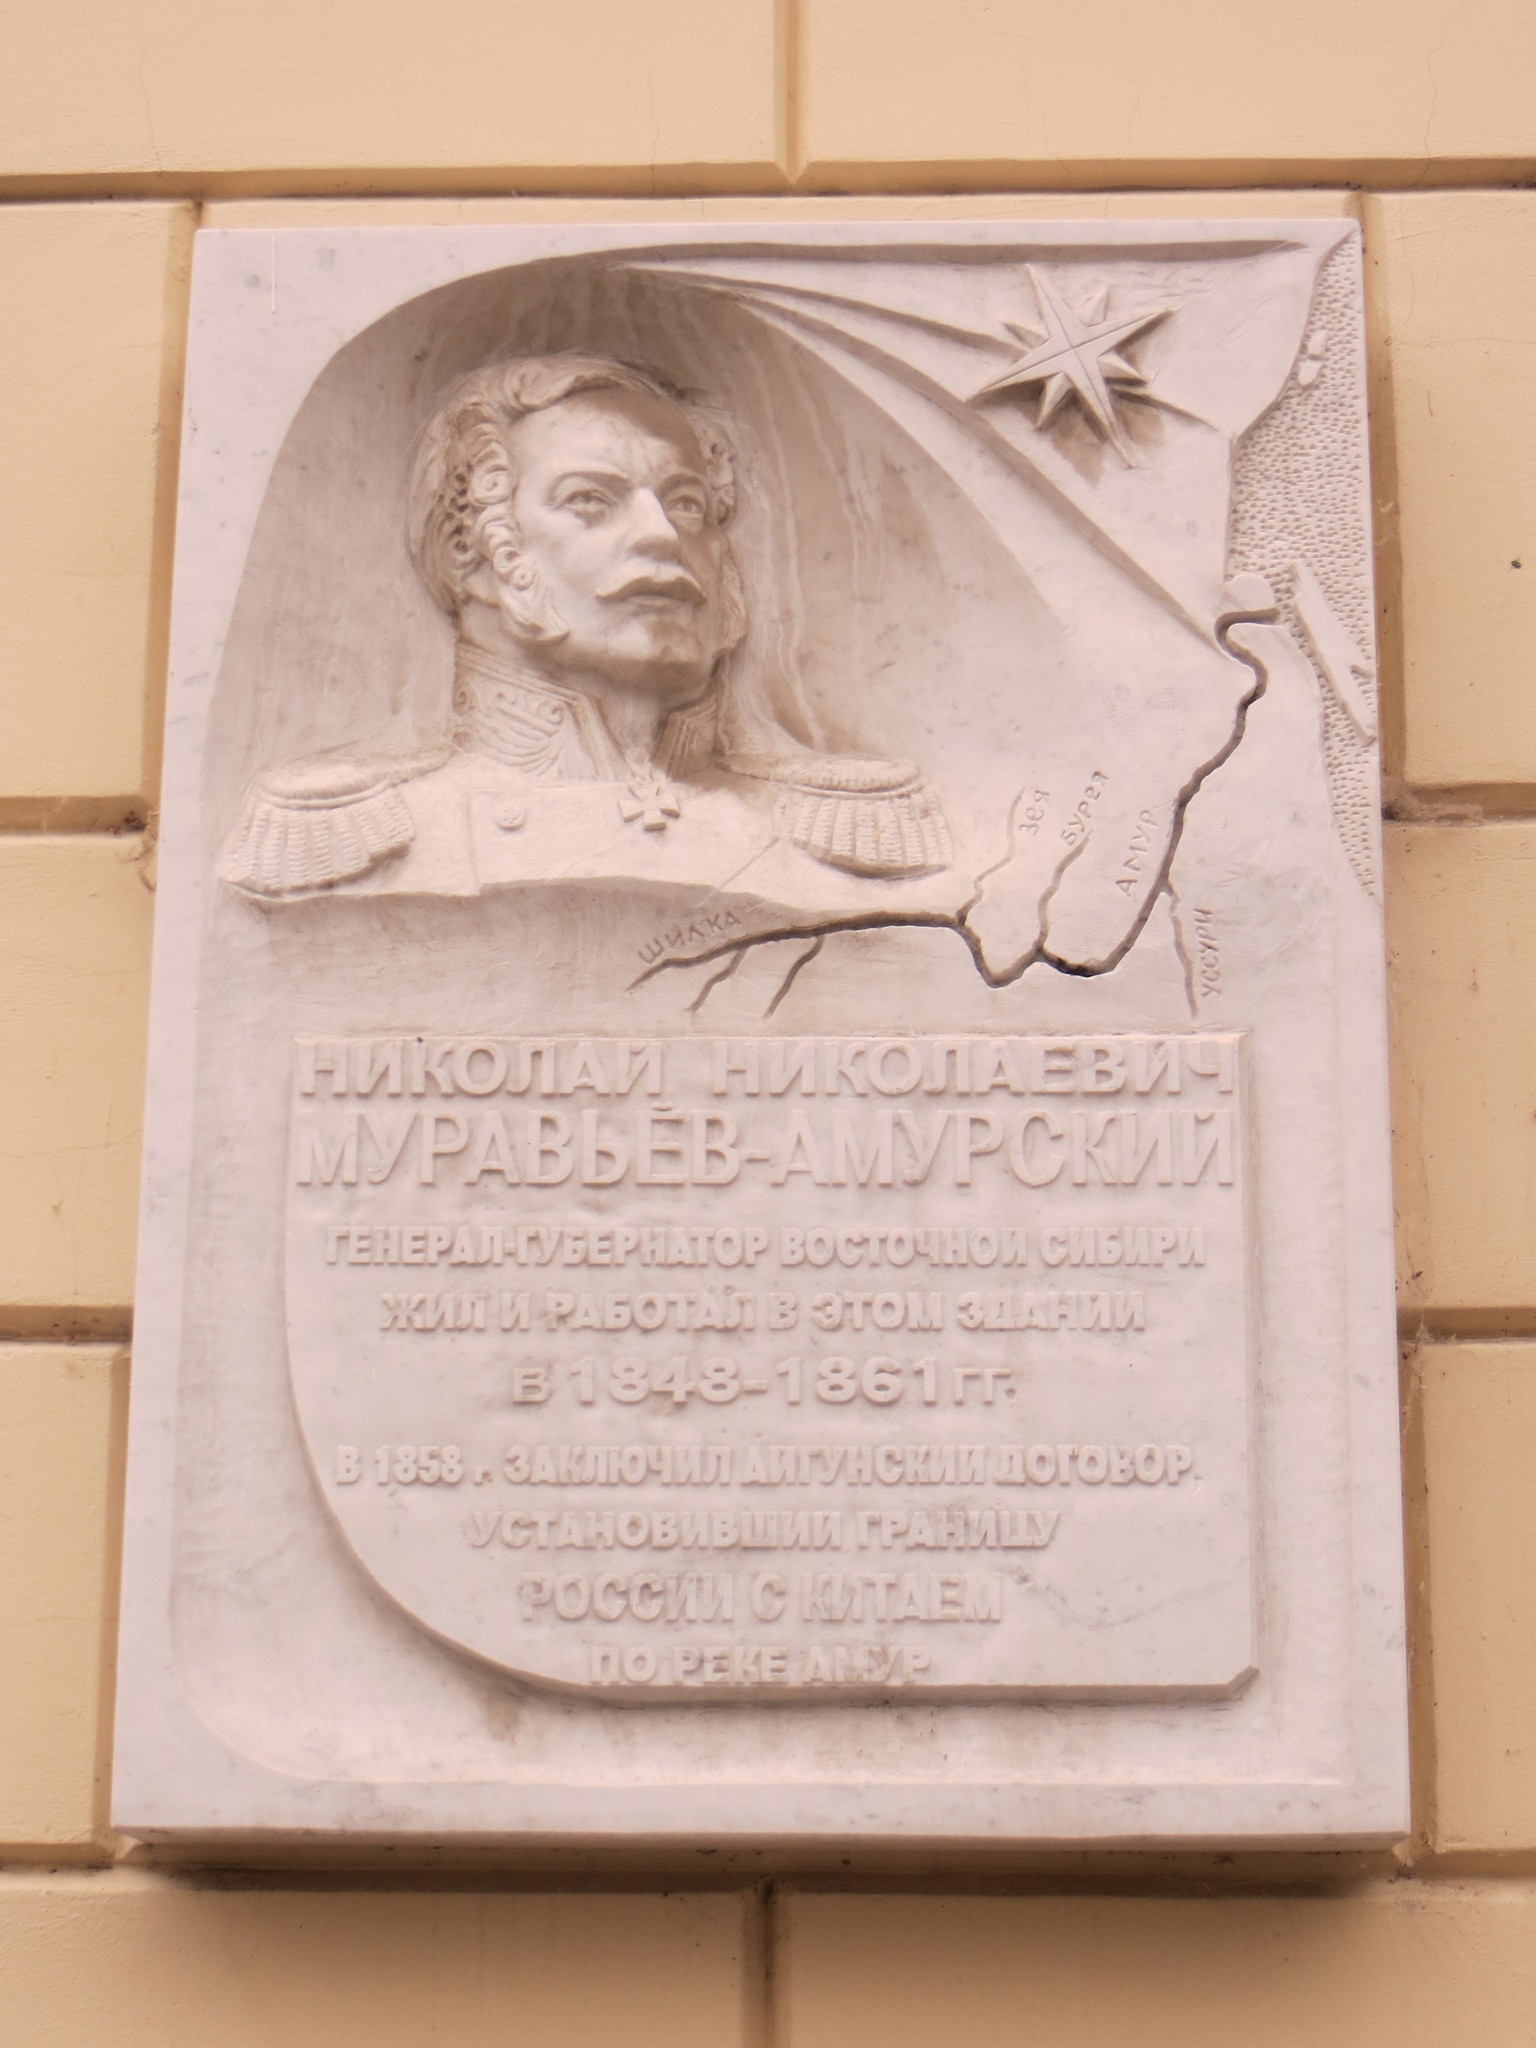 Зея
Бурея
АМУР
ШИЛКА
УССУРИ
НИКОЛАЙ НИКОЛАЕВИЧ
МУРАВЬЁВ-АМУРСКИЙ
ГЕНЕРАЛ-ГУБЕРНАТОР ВОСТОЧНОЙ СИБИРИ
ЖИЛ И РАБОТАЛ В ЭТОМ ЗДАНИИ
В 1848-1861 ГГ.
В 1858 г. ЗАКЛЮЧИЛ АЙГУНСКИЙ ДОГОВОР,
УСТАНОВИВШИЙ ГРАНИЦУ
РОССИИ С КИТАЕМ
ПО РЕКЕ АМУР